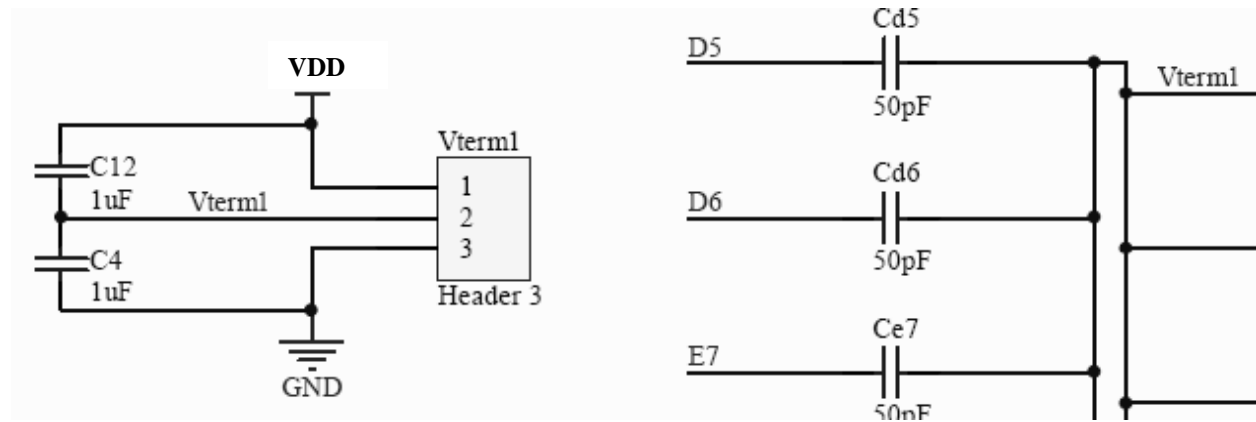 VDD
C12
1uF
Vterm1
C4
1uF
GND
Vterm1
1
2
3
Header 3
D5
Cd5
50pF
Vterm1
D6
Cd6
50pF
E7
Ce7
50pF